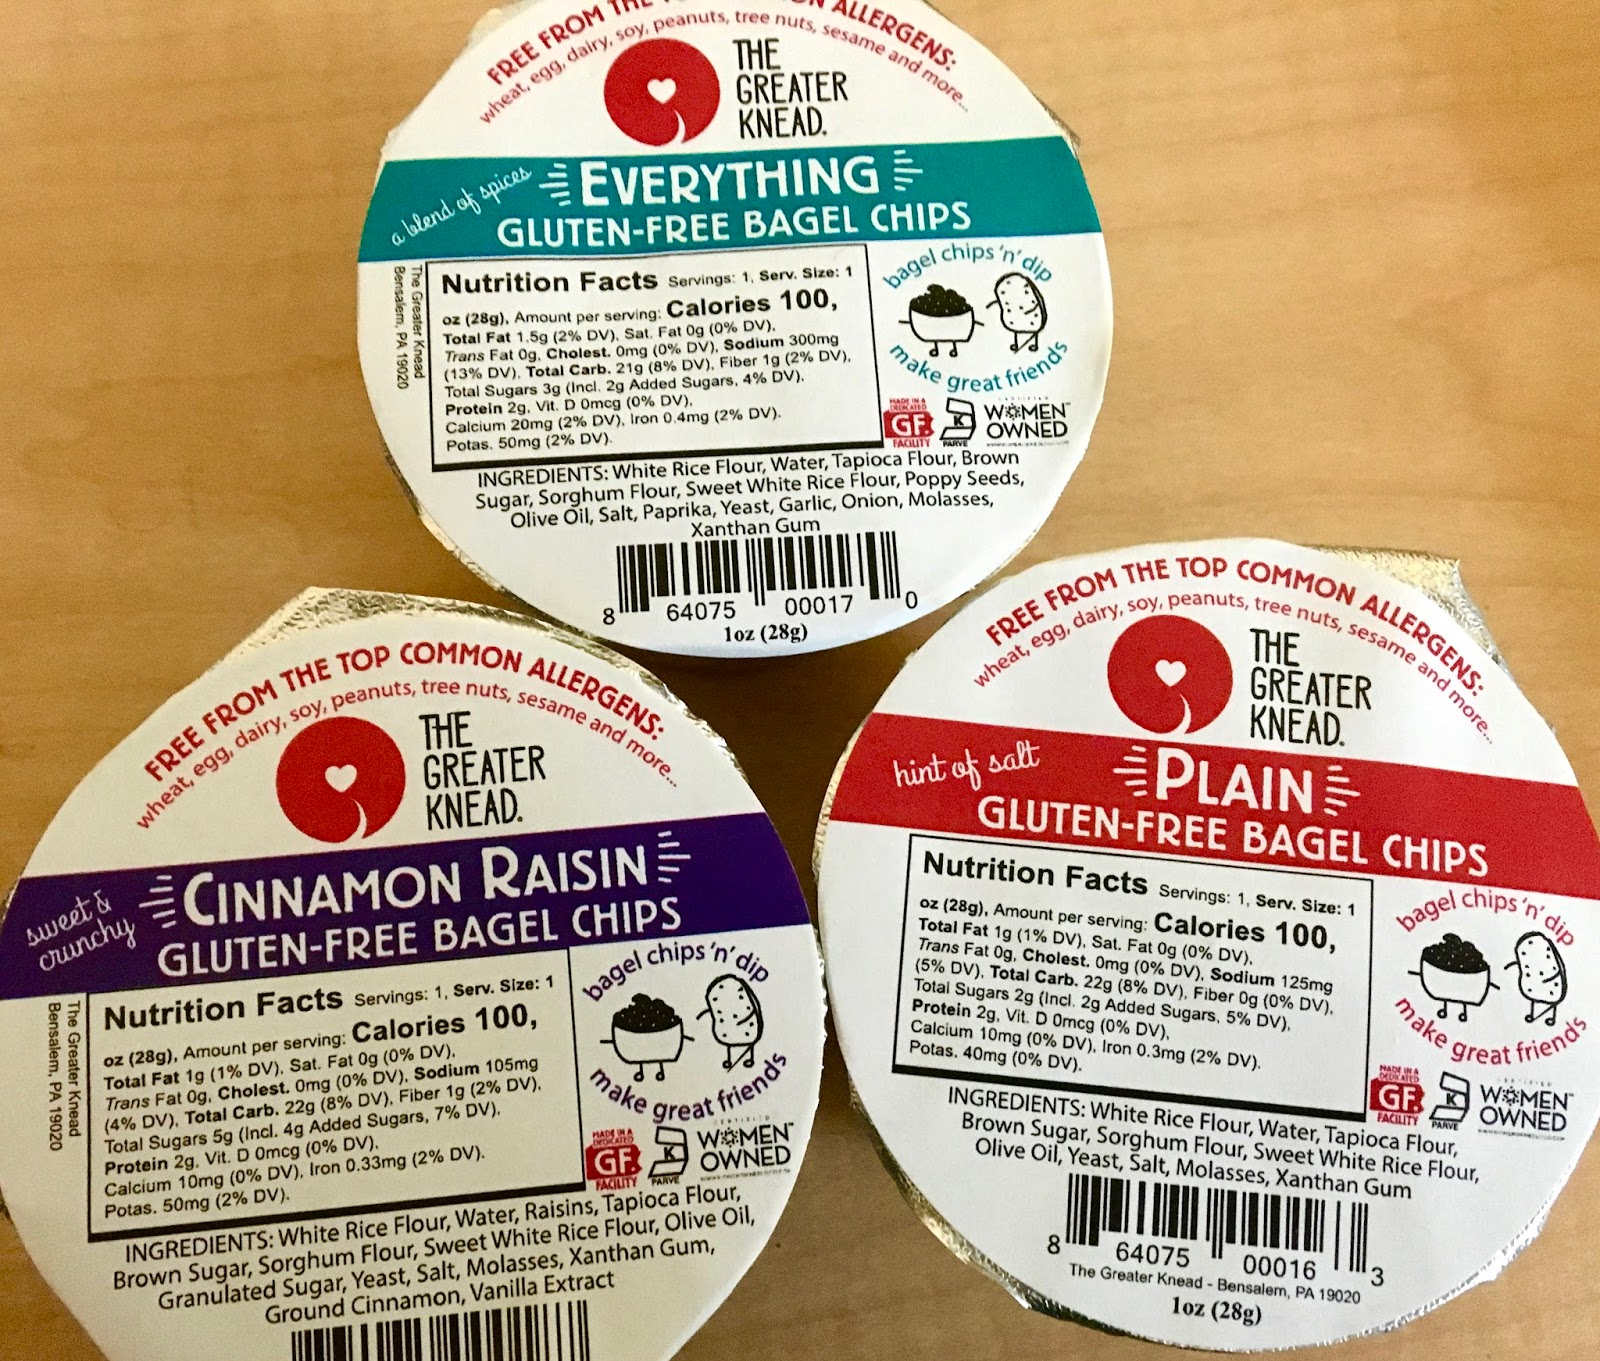 FREE FROM THE TOP COMMON ALLERGENS:
wheat, egg, dairy, soy, peanuts, tree nuts, sesame and more...
THE
GREATER
KNEAD.
a blend of spices
EVERYTHING
GLUTEN-FREE BAGEL CHIPS
The Greater Knead
Bensalem, PA 19020
Nutrition Facts Servings: 1, Serv. Size: 1
oz (28g), Amount per serving: Calories 100,
Total Fat 1.5g (2% DV), Sat. Fat 0g (0% DV),
Trans Fat 0g, Cholest. 0mg (0% DV), Sodium 300mg
(13% DV), Total Carb. 21g (8% DV), Fiber 1g (2% DV),
Total Sugars 3g (Incl. 2g Added Sugars, 4% DV),
Protein 2g, Vit. D 0mcg (0% DV),
Calcium 20mg (2% DV), Iron 0.4mg (2% DV),
Potas. 50mg (2% DV).
bagel chips 'n' dip
make great friends
MADE IN A
DEDICATED
GF
FACILITY
K
PARVE
WOMEN
OWNED
INGREDIENTS: White Rice Flour, Water, Tapioca Flour, Brown
Sugar, Sorghum Flour, Sweet White Rice Flour, Poppy Seeds,
Olive Oil, Salt, Paprika, Yeast, Garlic, Onion, Molasses,
Xanthan Gum
8 64075 00017 0
1oz (28g)
FREE FROM THE TOP COMMON ALLERGENS:
wheat, egg, dairy, soy, peanuts, tree nuts, sesame and more...
THE
GREATER
KNEAD.
sweet &
crunchy
CINNAMON RAISIN
GLUTEN-FREE BAGEL CHIPS
The Greater Knead
Bensalem, PA 19020
Nutrition Facts Servings: 1, Serv. Size: 1
oz (28g), Amount per serving: Calories 100,
Total Fat 1g (1% DV), Sat. Fat 0g (0% DV),
Trans Fat 0g, Cholest. 0mg (0% DV), Sodium 105mg
(4% DV), Total Carb. 22g (8% DV), Fiber 1g (2% DV),
Total Sugars 5g (Incl. 4g Added Sugars, 7% DV),
Protein 2g, Vit. D 0mcg (0% DV),
Calcium 10mg (0% DV), Iron 0.33mg (2% DV),
Potas. 50mg (2% DV).
bagel chips 'n' dip
make great friends
MADE IN A
DEDICATED
GF
FACILITY
K
PARVE
WOMEN
OWNED
INGREDIENTS: White Rice Flour, Water, Raisins, Tapioca Flour,
Brown Sugar, Sorghum Flour, Sweet White Rice Flour, Olive Oil,
Granulated Sugar, Yeast, Salt, Molasses, Xanthan Gum,
Ground Cinnamon, Vanilla Extract
FREE FROM THE TOP COMMON ALLERGENS:
wheat, egg, dairy, soy, peanuts, tree nuts, sesame and more...
THE
GREATER
KNEAD.
hint of salt
PLAIN
GLUTEN-FREE BAGEL CHIPS
Nutrition Facts Servings: 1, Serv. Size: 1
oz (28g), Amount per serving: Calories 100,
Total Fat 1g (1% DV), Sat. Fat 0g (0% DV),
Trans Fat 0g, Cholest. 0mg (0% DV), Sodium 125mg
(5% DV), Total Carb. 22g (8% DV), Fiber 0g (0% DV),
Total Sugars 2g (Incl. 2g Added Sugars, 5% DV),
Protein 2g, Vit. D 0mcg (0% DV),
Calcium 10mg (0% DV), Iron 0.3mg (2% DV),
Potas. 40mg (0% DV).
bagel chips 'n' dip
make great friends
MADE IN A
DEDICATED
GF
FACILITY
K
PARVE
WOMEN
OWNED
INGREDIENTS: White Rice Flour, Water, Tapioca Flour,
Brown Sugar, Sorghum Flour, Sweet White Rice Flour,
Olive Oil, Yeast, Salt, Molasses, Xanthan Gum
8 64075 00016 3
The Greater Knead - Bensalem, PA 19020
1oz (28g)